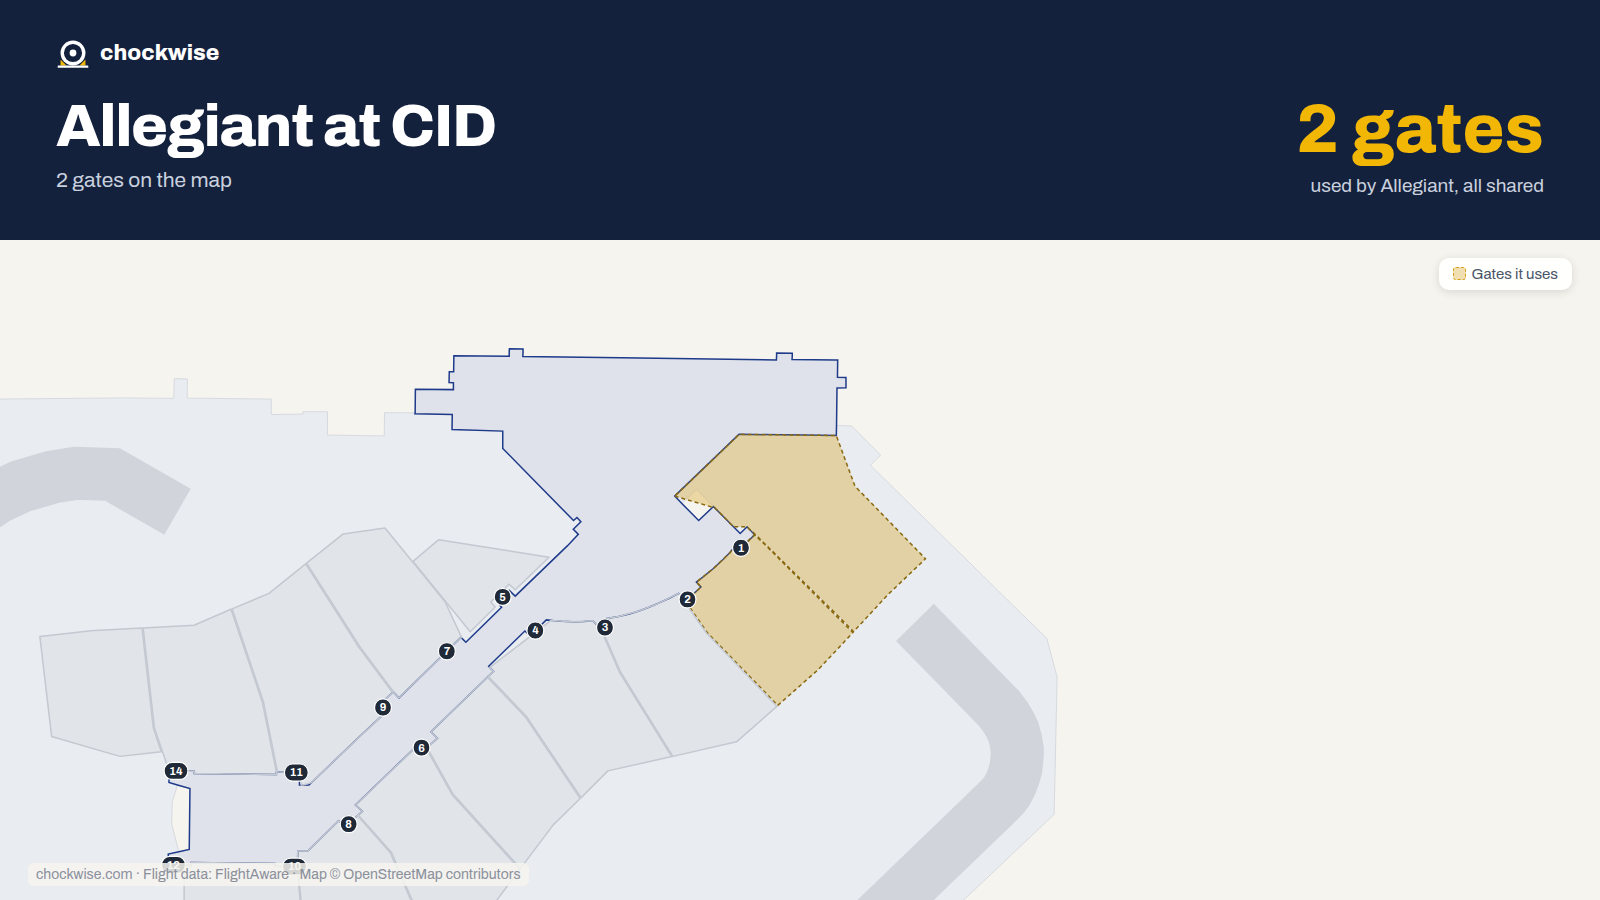 chockwise
Allegiant at CID
2 gates on the map
2 gates
used by Allegiant, all shared
Gates it uses
1
2
5
3
4
7
9
6
14
11
8
chockwise.com · Flight data: FlightAware · Map © OpenStreetMap contributors